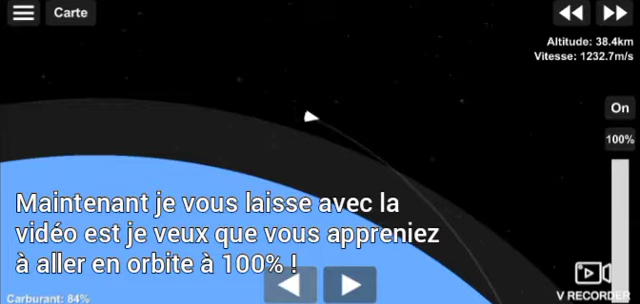 Carte
Altitude: 38.4km
Vitesse: 1232.7m/s
On
100%
Maintenant je vous laisse avec la
vidéo est je veux que vous appreniez
à aller en orbite à 100% !
Carburant: 84%
V RECORDER